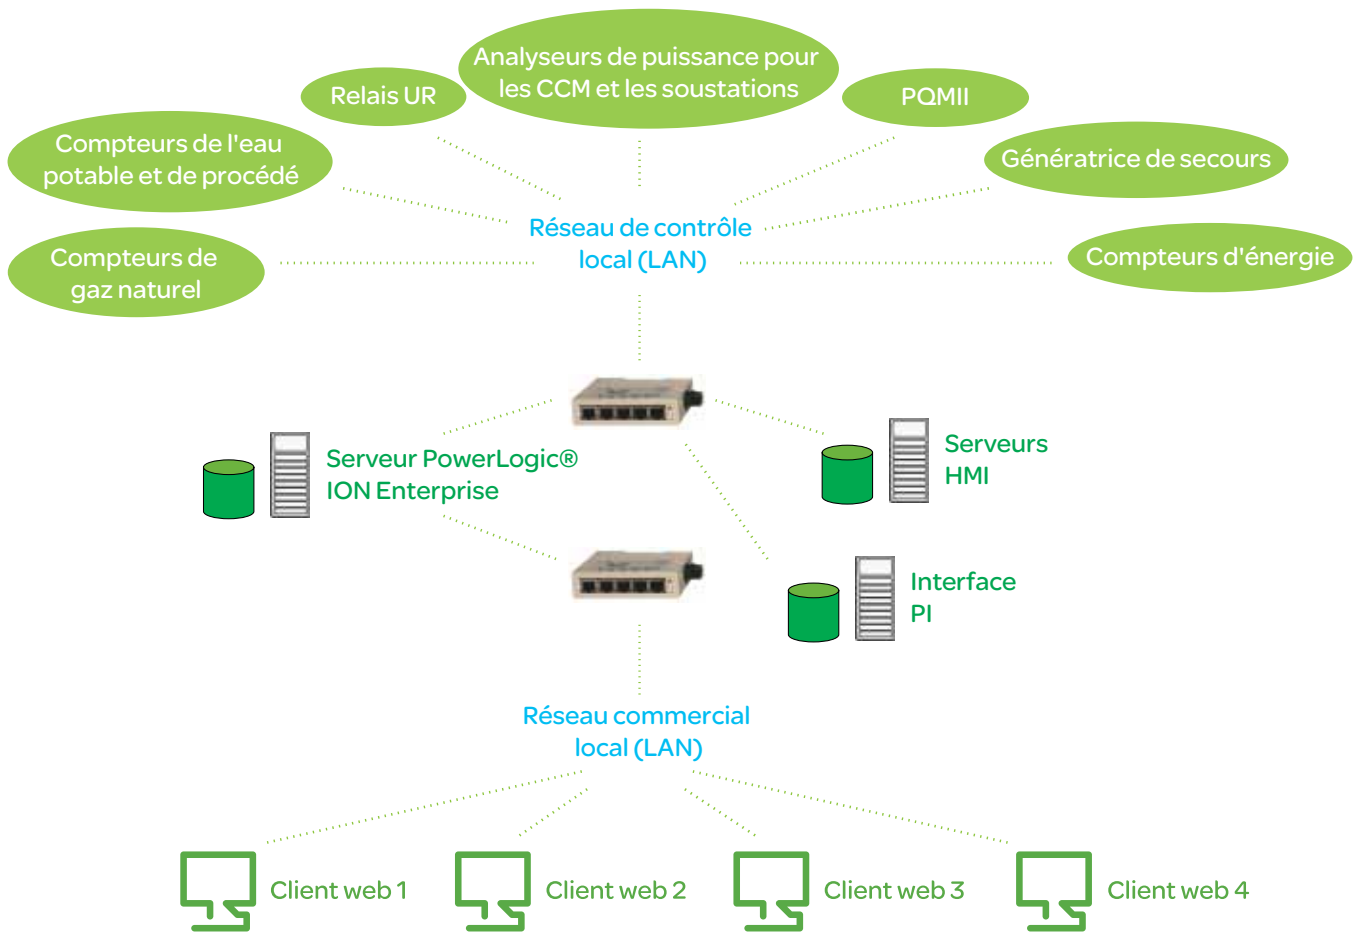 Analyseurs de puissance pour
les CCM et les soustations
Relais UR
PQMII
Compteurs de l'eau
potable et de procédé
Génératrice de secours
Réseau de contrôle
local (LAN)
Compteurs de
gaz naturel
Compteurs d'énergie
Serveur PowerLogic®
ION Enterprise
Serveurs
HMI
Interface
PI
Réseau commercial
local (LAN)
Client web 1
Client web 2
Client web 3
Client web 4